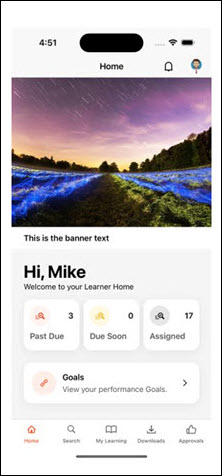 4:51
Home
This is the banner text
Hi, Mike
Welcome to your Learner Home
3 0 17
Past Due Due Soon Assigned
Goals
View your performance Goals.
Home Search My Learning Downloads Approvals